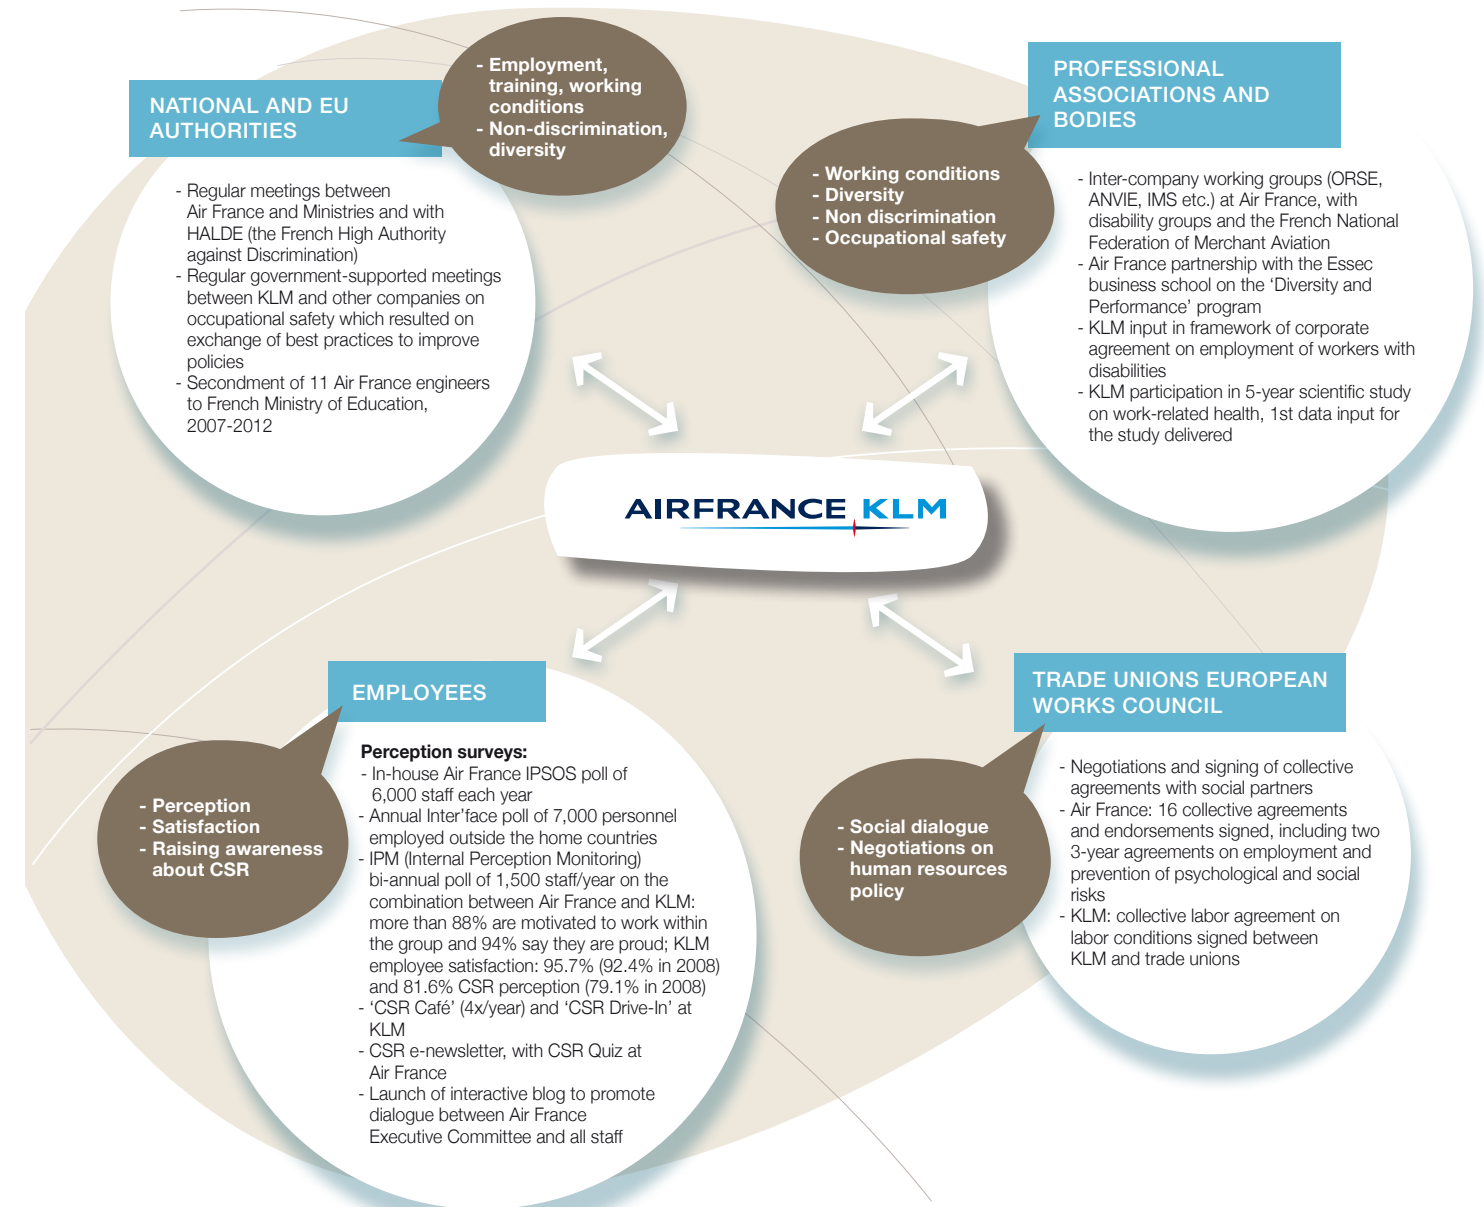 NATIONAL AND EU
AUTHORITIES
- Employment,
training, working
conditions
- Non-discrimination,
diversity
- Regular meetings between
Air France and Ministries and with
HALDE (the French High Authority
against Discrimination)
- Regular government-supported meetings
between KLM and other companies on
occupational safety which resulted on
exchange of best practices to improve
policies
- Secondment of 11 Air France engineers
to French Ministry of Education,
2007-2012
PROFESSIONAL
ASSOCIATIONS AND
BODIES
- Working conditions
- Diversity
- Non discrimination
- Occupational safety
- Inter-company working groups (ORSE,
ANVIE, IMS etc.) at Air France, with
disability groups and the French National
Federation of Merchant Aviation
- Air France partnership with the Essec
business school on the ‘Diversity and
Performance’ program
- KLM input in framework of corporate
agreement on employment of workers with
disabilities
- KLM participation in 5-year scientific study
on work-related health, 1st data input for
the study delivered
AIRFRANCE KLM
EMPLOYEES
- Perception
- Satisfaction
- Raising awareness
about CSR
Perception surveys:
- In-house Air France IPSOS poll of
6,000 staff each year
- Annual Inter’face poll of 7,000 personnel
employed outside the home countries
- IPM (Internal Perception Monitoring)
bi-annual poll of 1,500 staff/year on the
combination between Air France and KLM:
more than 88% are motivated to work within
the group and 94% say they are proud; KLM
employee satisfaction: 95.7% (92.4% in 2008)
and 81.6% CSR perception (79.1% in 2008)
- ‘CSR Café’ (4x/year) and ‘CSR Drive-In’ at
KLM
- CSR e-newsletter, with CSR Quiz at
Air France
- Launch of interactive blog to promote
dialogue between Air France
Executive Committee and all staff
TRADE UNIONS EUROPEAN
WORKS COUNCIL
- Social dialogue
- Negotiations on
human resources
policy
- Negotiations and signing of collective
agreements with social partners
- Air France: 16 collective agreements
and endorsements signed, including two
3-year agreements on employment and
prevention of psychological and social
risks
- KLM: collective labor agreement on
labor conditions signed between
KLM and trade unions